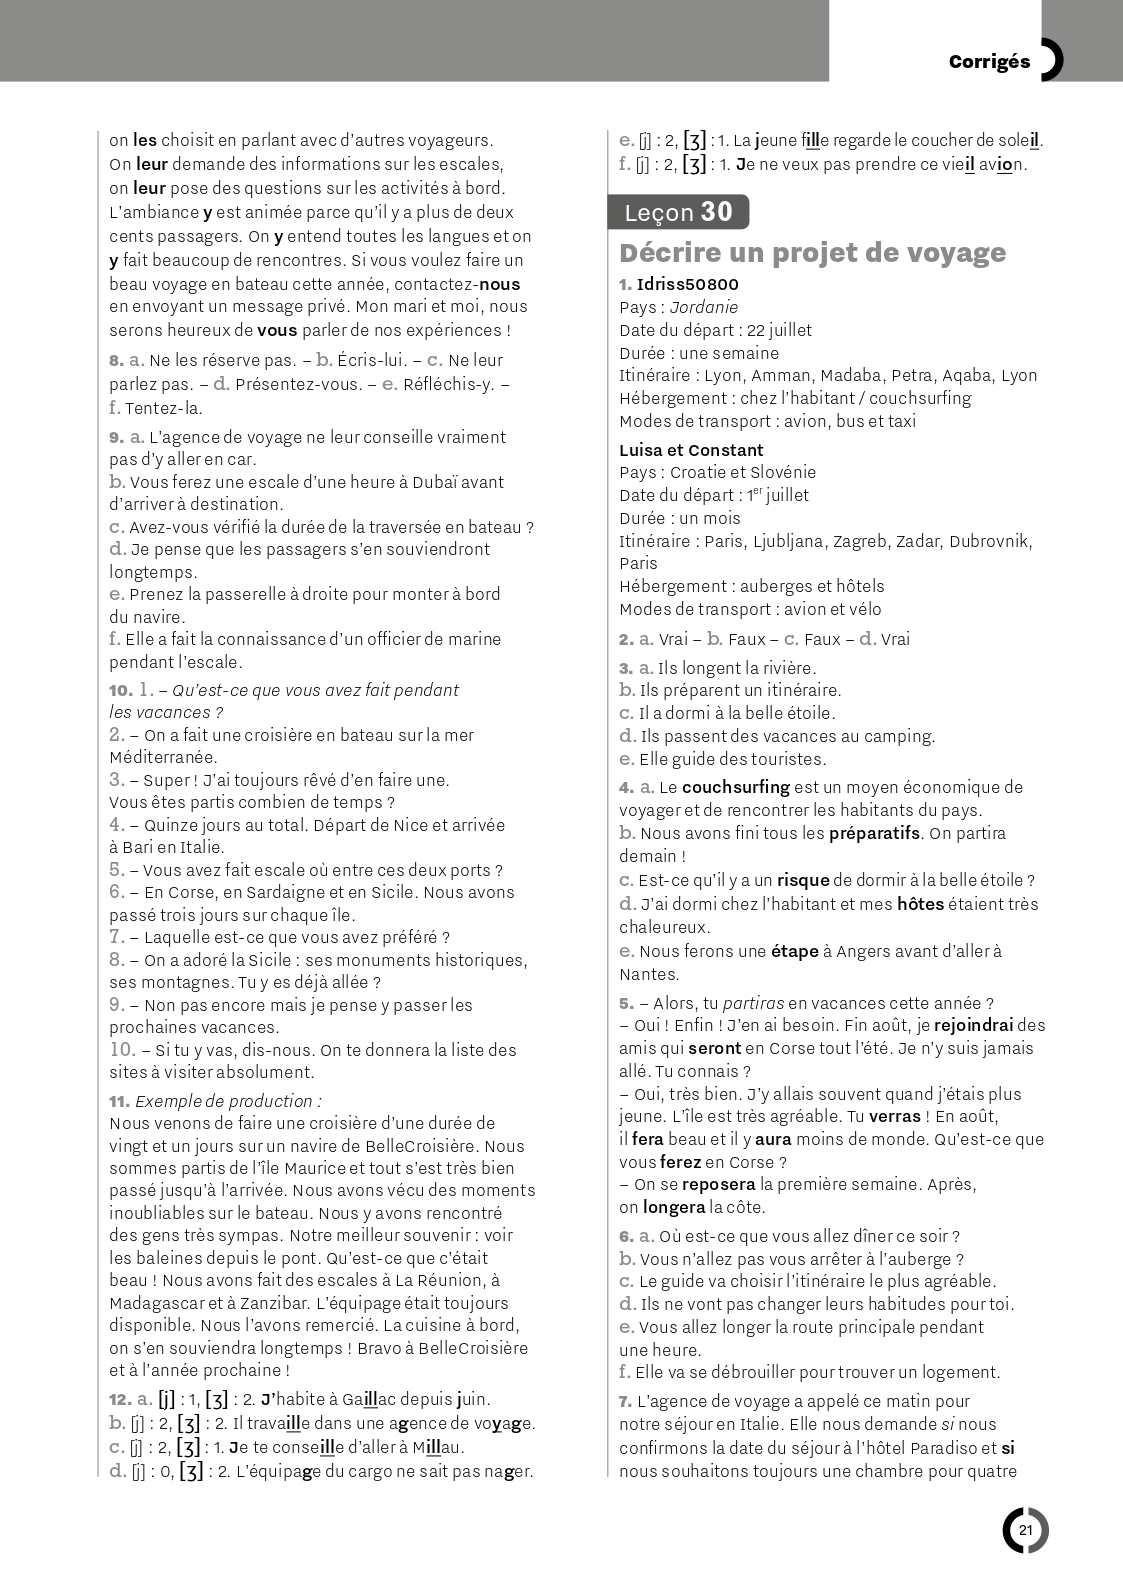 Corrigés
on les choisit en parlant avec d’autres voyageurs.
On leur demande des informations sur les escales,
on leur pose des questions sur les activités à bord.
L’ambiance y est animée parce qu’il y a plus de deux
cents passagers. On y entend toutes les langues et on
y fait beaucoup de rencontres. Si vous voulez faire un
beau voyage en bateau cette année, contactez-nous
en envoyant un message privé. Mon mari et moi, nous
serons heureux de vous parler de nos expériences !
8. a. Ne les réserve pas. – b. Écris-lui. – c. Ne leur
parlez pas. – d. Présentez-vous. – e. Réfléchis-y. –
f. Tentez-la.
9. a. L’agence de voyage ne leur conseille vraiment
pas d’y aller en car.
b. Vous ferez une escale d’une heure à Dubaï avant
d’arriver à destination.
c. Avez-vous vérifié la durée de la traversée en bateau ?
d. Je pense que les passagers s’en souviendront
longtemps.
e. Prenez la passerelle à droite pour monter à bord
du navire.
f. Elle a fait la connaissance d’un officier de marine
pendant l’escale.
10. 1. – Qu’est-ce que vous avez fait pendant
les vacances ?
2. – On a fait une croisière en bateau sur la mer
Méditerranée.
3. – Super ! J’ai toujours rêvé d’en faire une.
Vous êtes partis combien de temps ?
4. – Quinze jours au total. Départ de Nice et arrivée
à Bari en Italie.
5. – Vous avez fait escale où entre ces deux ports ?
6. – En Corse, en Sardaigne et en Sicile. Nous avons
passé trois jours sur chaque île.
7. – Laquelle est-ce que vous avez préféré ?
8. – On a adoré la Sicile : ses monuments historiques,
ses montagnes. Tu y es déjà allée ?
9. – Non pas encore mais je pense y passer les
prochaines vacances.
10. – Si tu y vas, dis-nous. On te donnera la liste des
sites à visiter absolument.
11. Exemple de production :
Nous venons de faire une croisière d’une durée de
vingt et un jours sur un navire de BelleCroisière. Nous
sommes partis de l’île Maurice et tout s’est très bien
passé jusqu’à l’arrivée. Nous avons vécu des moments
inoubliables sur le bateau. Nous y avons rencontré
des gens très sympas. Notre meilleur souvenir : voir
les baleines depuis le pont. Qu’est-ce que c’était
beau ! Nous avons fait des escales à La Réunion, à
Madagascar et à Zanzibar. L’équipage était toujours
disponible. Nous l’avons remercié. La cuisine à bord,
on s’en souviendra longtemps ! Bravo à BelleCroisière
et à l’année prochaine !
12. a. [j] : 1, [ʒ] : 2. J’habite à Gaillac depuis juin.
b. [j] : 2, [ʒ] : 2. Il travaille dans une agence de voyage.
c. [j] : 2, [ʒ] : 1. Je te conseille d’aller à Millau.
d. [j] : 0, [ʒ] : 2. L’équipage du cargo ne sait pas nager.
e. [j] : 2, [ʒ] : 1. La jeune fille regarde le coucher de soleil.
f. [j] : 2, [ʒ] : 1. Je ne veux pas prendre ce vieil avion.
Leçon 30
Décrire un projet de voyage
1. Idriss50800
Pays : Jordanie
Date du départ : 22 juillet
Durée : une semaine
Itinéraire : Lyon, Amman, Madaba, Petra, Aqaba, Lyon
Hébergement : chez l’habitant / couchsurfing
Modes de transport : avion, bus et taxi
Luisa et Constant
Pays : Croatie et Slovénie
Date du départ : 1er juillet
Durée : un mois
Itinéraire : Paris, Ljubljana, Zagreb, Zadar, Dubrovnik,
Paris
Hébergement : auberges et hôtels
Modes de transport : avion et vélo
2. a. Vrai – b. Faux – c. Faux – d. Vrai
3. a. Ils longent la rivière.
b. Ils préparent un itinéraire.
c. Il a dormi à la belle étoile.
d. Ils passent des vacances au camping.
e. Elle guide des touristes.
4. a. Le couchsurfing est un moyen économique de
voyager et de rencontrer les habitants du pays.
b. Nous avons fini tous les préparatifs. On partira
demain !
c. Est-ce qu’il y a un risque de dormir à la belle étoile ?
d. J’ai dormi chez l’habitant et mes hôtes étaient très
chaleureux.
e. Nous ferons une étape à Angers avant d’aller à
Nantes.
5. – Alors, tu partiras en vacances cette année ?
– Oui ! Enfin ! J’en ai besoin. Fin août, je rejoindrai des
amis qui seront en Corse tout l’été. Je n’y suis jamais
allé. Tu connais ?
– Oui, très bien. J’y allais souvent quand j’étais plus
jeune. L’île est très agréable. Tu verras ! En août,
il fera beau et il y aura moins de monde. Qu’est-ce que
vous ferez en Corse ?
– On se reposera la première semaine. Après,
on longera la côte.
6. a. Où est-ce que vous allez dîner ce soir ?
b. Vous n’allez pas vous arrêter à l’auberge ?
c. Le guide va choisir l’itinéraire le plus agréable.
d. Ils ne vont pas changer leurs habitudes pour toi.
e. Vous allez longer la route principale pendant
une heure.
f. Elle va se débrouiller pour trouver un logement.
7. L’agence de voyage a appelé ce matin pour
notre séjour en Italie. Elle nous demande si nous
confirmons la date du séjour à l’hôtel Paradiso et si
nous souhaitons toujours une chambre pour quatre
21